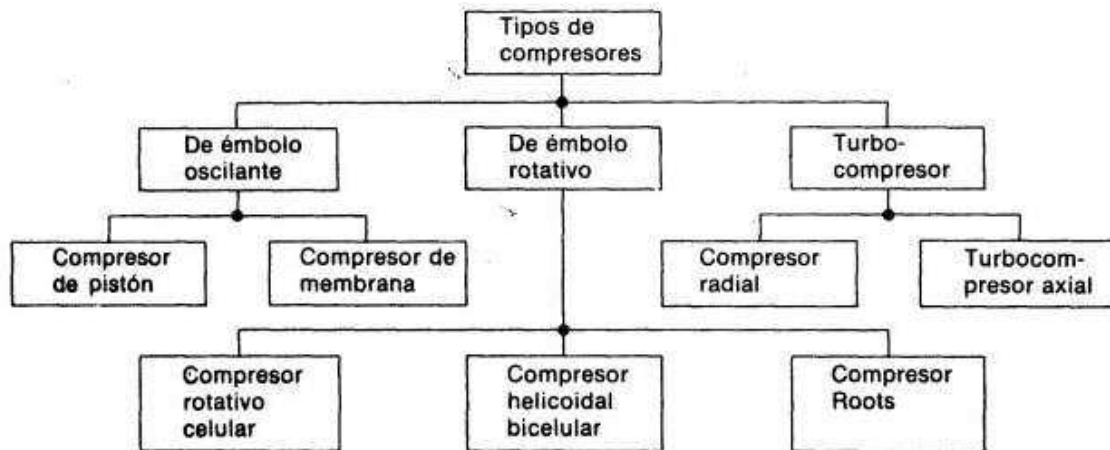 Tipos de
compresores
De émbolo
oscilante
De émbolo
rotativo
Turbo-
compresor
Compresor
de pistón
Compresor de
membrana
Compresor
radial
Turbocom-
presor axial
Compresor
rotativo
celular
Compresor
helicoidal
bicelular
Compresor
Roots